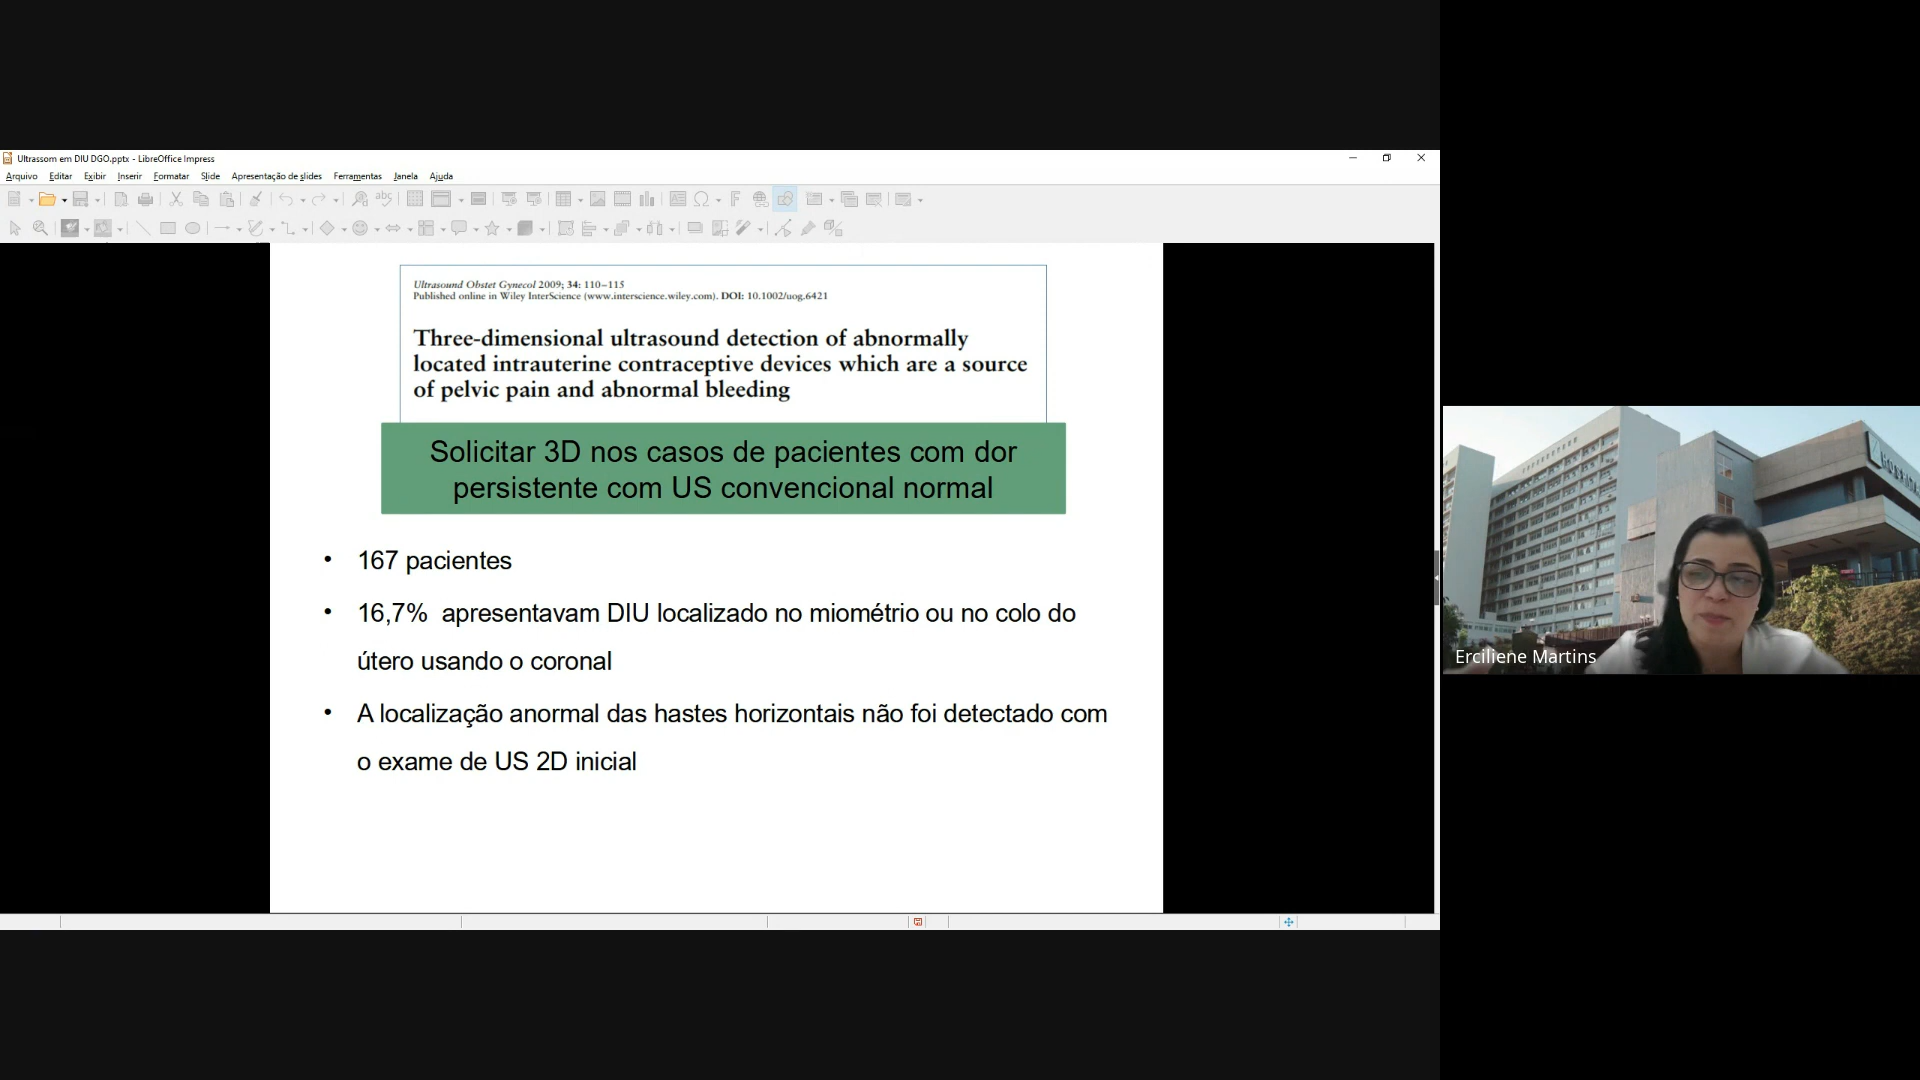 Ultrassom em DIU DGO.pptx - LibreOffice Impress
Arquivo Editar Exibir Inserir Formatar Slide Apresentação de slides Ferramentas Janela Ajuda
Ultrasound Obstet Gynecol 2009; 34: 110–115
Published online in Wiley InterScience (www.interscience.wiley.com). DOI: 10.1002/uog.6421
Three-dimensional ultrasound detection of abnormally
located intrauterine contraceptive devices which are a source
of pelvic pain and abnormal bleeding
Solicitar 3D nos casos de pacientes com dor
persistente com US convencional normal
• 167 pacientes
• 16,7% apresentavam DIU localizado no miométrio ou no colo do
útero usando o coronal
• A localização anormal das hastes horizontais não foi detectado com
o exame de US 2D inicial
Erciliene Martins